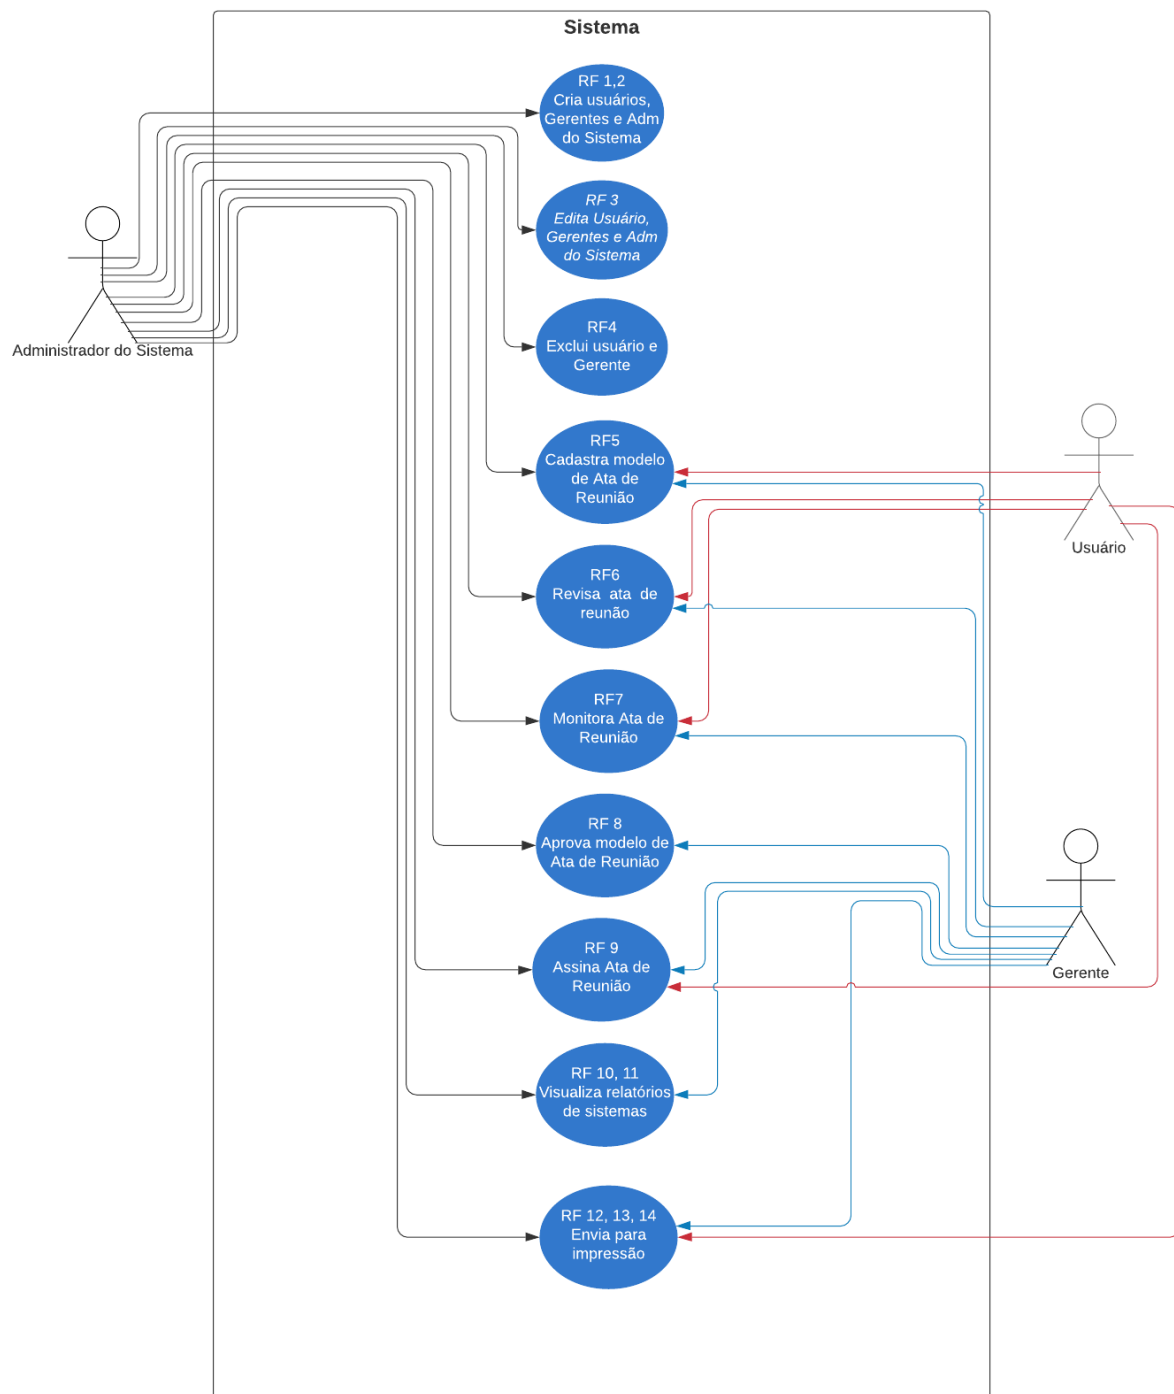 Sistema
RF 1,2
Cria usuários,
Gerentes e Adm
do Sistema
RF 3
Edita Usuário,
Gerentes e Adm
do Sistema
Administrador do Sistema
RF4
Exclui usuário e
Gerente
RF5
Cadastra modelo
de Ata de
Reunião
Usuário
RF6
Revisa ata de
reunão
RF7
Monitora Ata de
Reunião
RF 8
Aprova modelo de
Ata de Reunião
RF 9
Assina Ata de
Reunião
Gerente
RF 10, 11
Visualiza relatórios
de sistemas
RF 12, 13, 14
Envia para
impressão